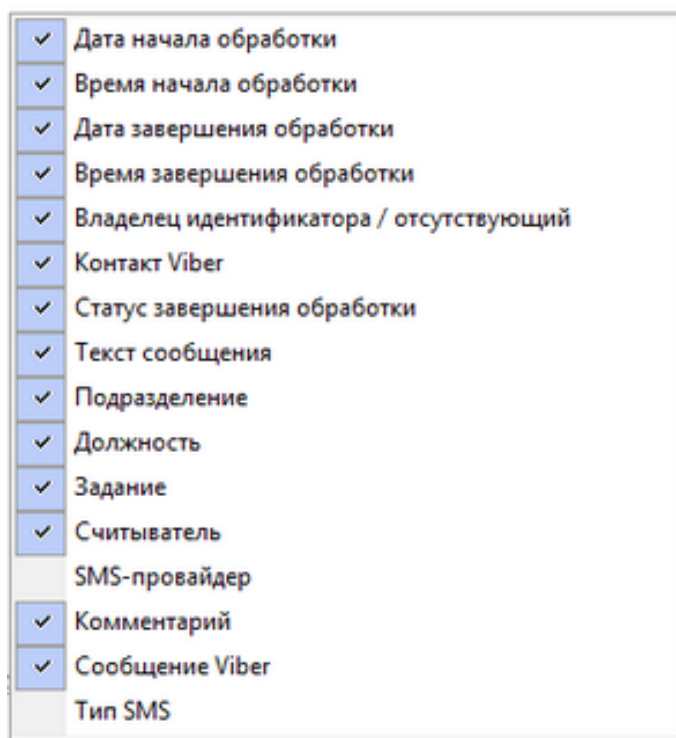 Дата начала обработки
Время начала обработки
Дата завершения обработки
Время завершения обработки
Владелец идентификатора / отсутствующий
Контакт Viber
Статус завершения обработки
Текст сообщения
Подразделение
Должность
Задание
Считыватель
SMS-провайдер
Комментарий
Сообщение Viber
Тип SMS